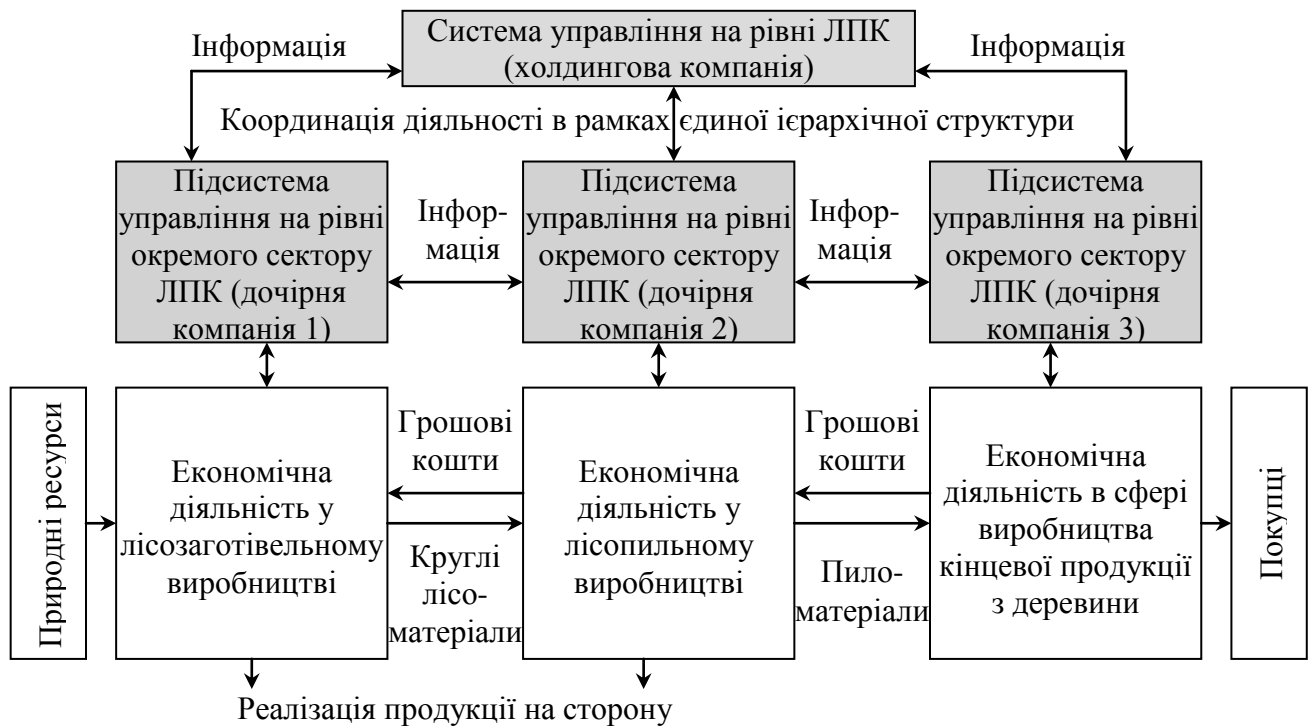 Інформація
Система управління на рівні ЛПК
(холдингова компанія)
Інформація
Координація діяльності в рамках єдиної ієрархічної структури
Підсистема
управління на рівні
окремого сектору
ЛПК (дочірня
компанія 1)
Інфор-
мація
Підсистема
управління на рівні
окремого сектору
ЛПК (дочірня
компанія 2)
Інфор-
мація
Підсистема
управління на рівні
окремого сектору
ЛПК (дочірня
компанія 3)
Природні ресурси
Економічна
діяльність у
лісозаготівельному
виробництві
Грошові
кошти
Круглі
лісо-
матеріали
Економічна
діяльність у
лісопильному
виробництві
Грошові
кошти
Пило-
матеріали
Економічна
діяльність в сфері
виробництва
кінцевої продукції
з деревини
Покупці
Реалізація продукції на сторону